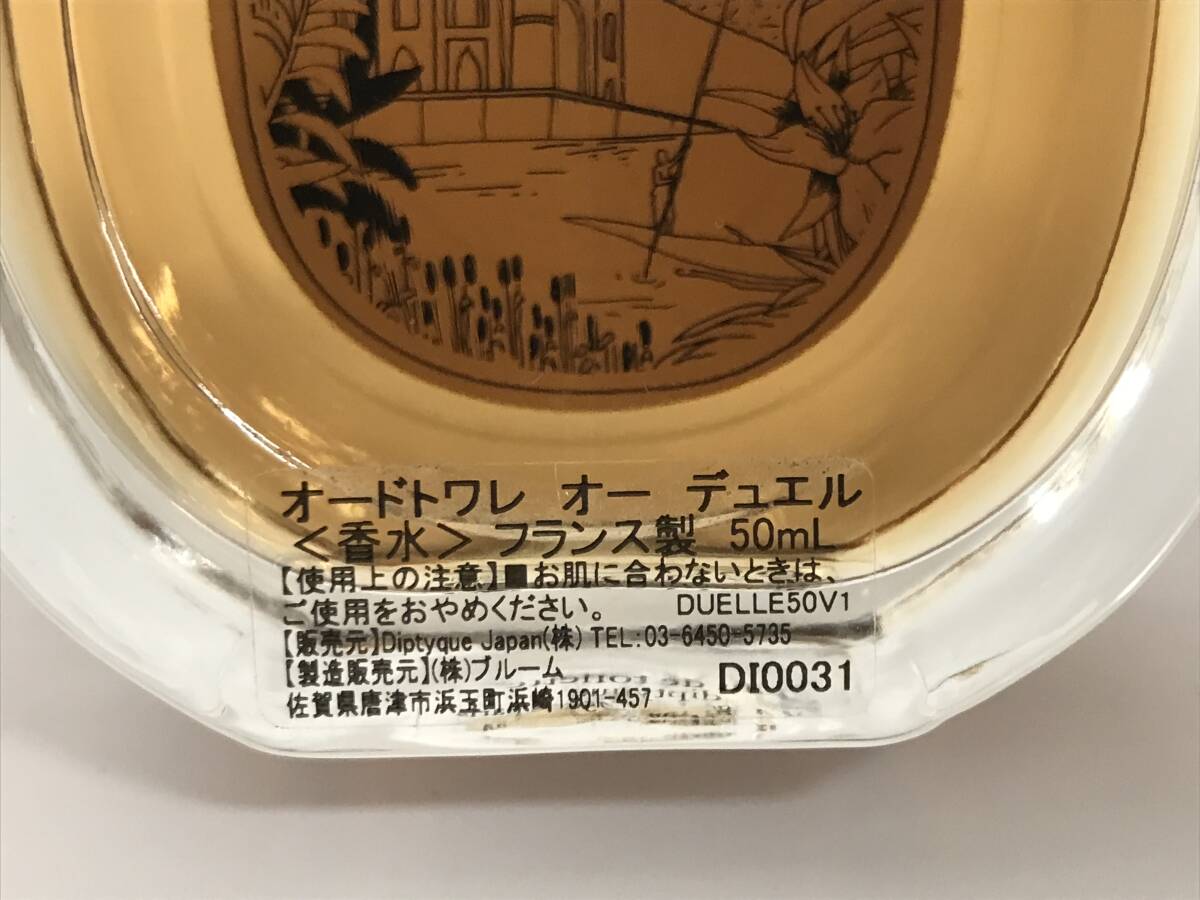 オードトワレ オー デュエル
＜香水＞ フランス製 50mL
【使用上の注意】■お肌に合わないときは、
ご使用をおやめください。 DUELLE50V1
【販売元】Diptyque Japan(株) TEL:03-6450-5735
【製造販売元】(株)ブルーム DI0031
佐賀県唐津市浜玉町浜崎1901-457